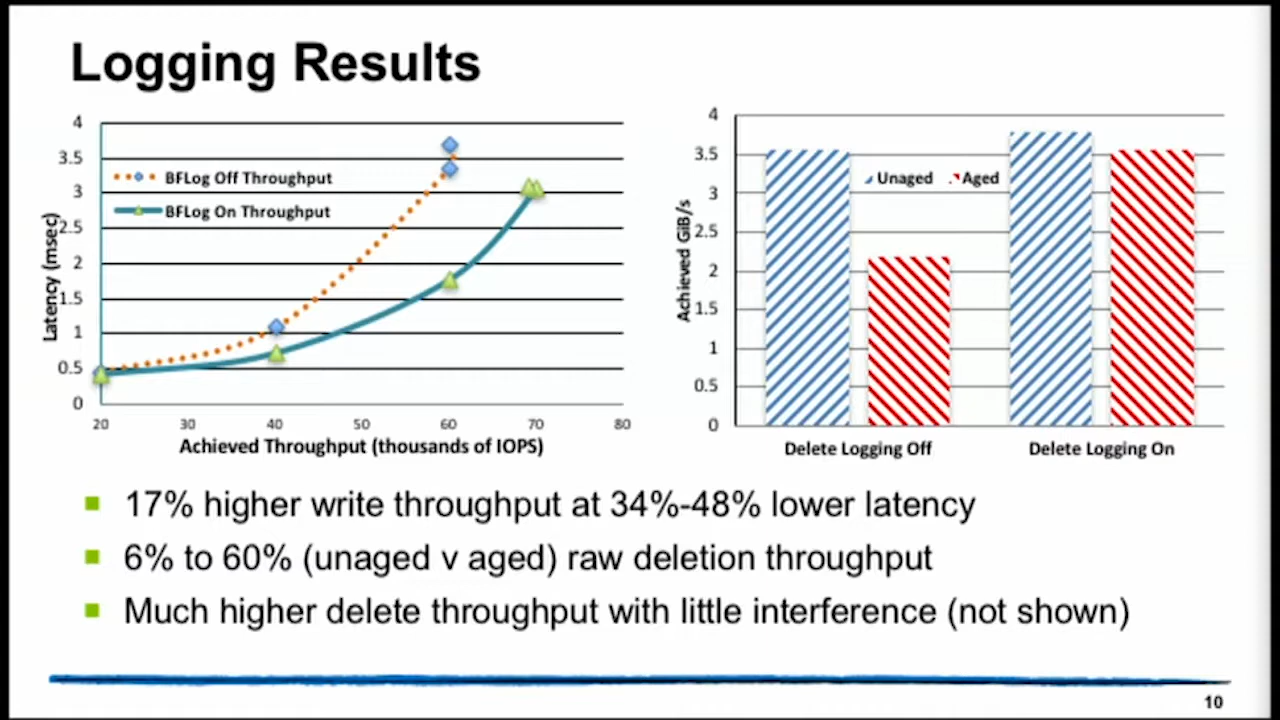 Logging Results
4
3.5
3
2.5
2
1.5
1
0.5
0
Latency (msec)
BFLog Off Throughput
BFLog On Throughput
20 30 40 50 60 70 80
Achieved Throughput (thousands of IOPS)
4
3.5
3
2.5
2
1.5
1
0.5
0
Achieved GiB/s
Unaged Aged
Delete Logging Off Delete Logging On
17% higher write throughput at 34%-48% lower latency
6% to 60% (unaged v aged) raw deletion throughput
Much higher delete throughput with little interference (not shown)
10